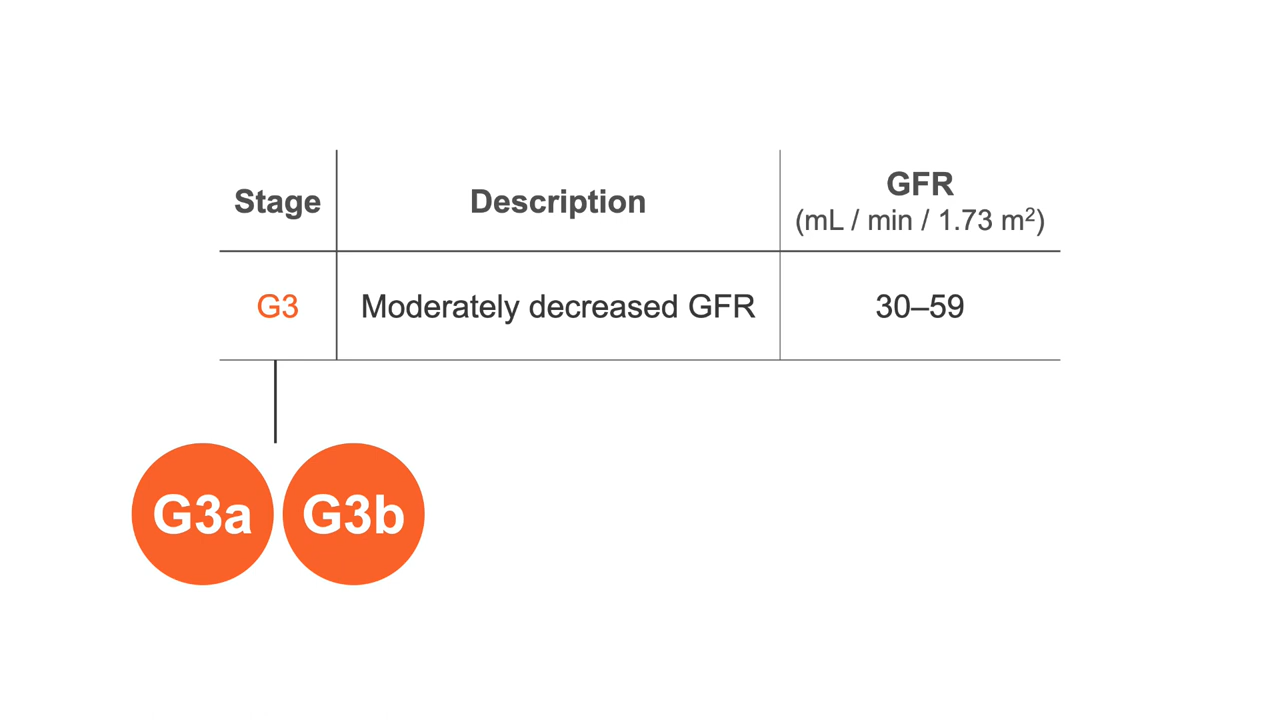 Stage
Description
GFR
(mL / min / 1.73 m²)
G3
Moderately decreased GFR
30–59
G3a
G3b